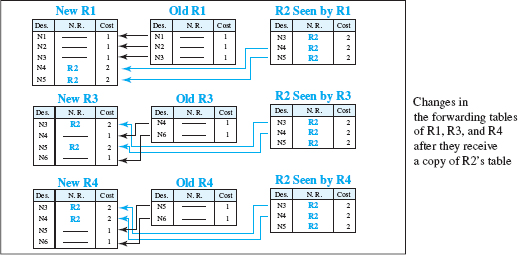 New R1 Old R1 R2 Seen by R1
Des. N. R. Cost Des. N. R. Cost Des. N. R. Cost
N1 1 N1 1 N3 R2 2
N2 1 N2 1 N4 R2 2
N3 1 N3 1 N5 R2 2
N4 R2 2
N5 R2 2
New R3 Old R3 R2 Seen by R3
Des. N. R. Cost Des. N. R. Cost Des. N. R. Cost
N3 R2 2 N4 1 N3 R2 2
N4 1 N6 1 N4 R2 2
N5 R2 2 N5 R2 2
N6 1
New R4 Old R4 R2 Seen by R4
Des. N. R. Cost Des. N. R. Cost Des. N. R. Cost
N3 R2 2 N5 1 N3 R2 2
N4 R2 2 N6 1 N4 R2 2
N5 1 N5 R2 2
N6 1
Changes in
the forwarding tables
of R1, R3, and R4
after they receive
a copy of R2's table